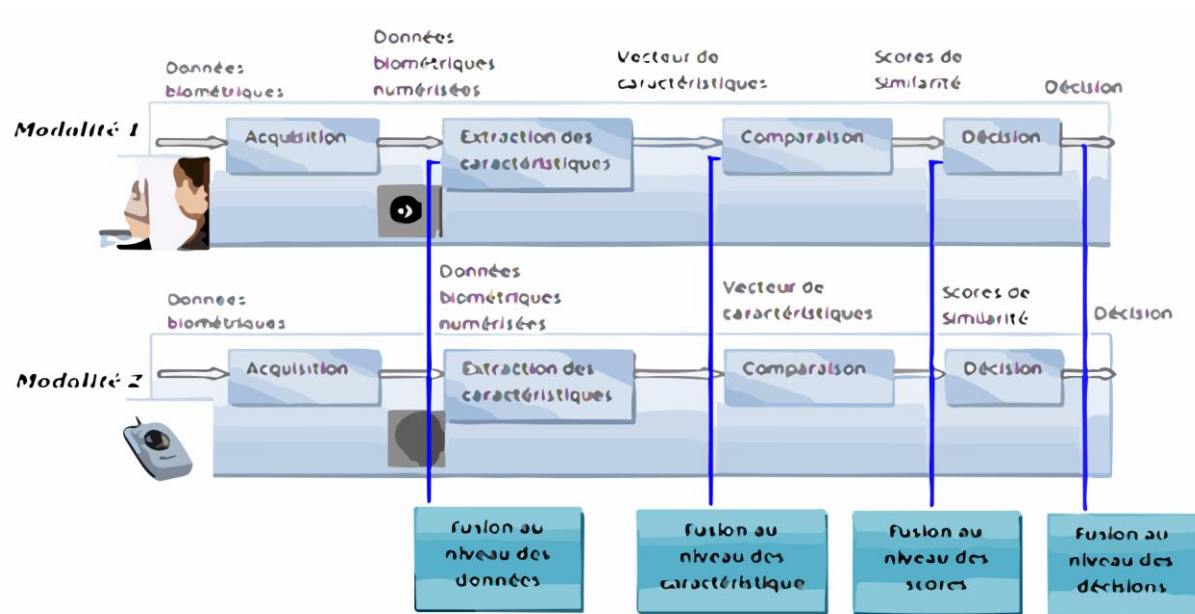 Données
biométriques
Données
biométriques
numérisées
Vecteur de
caractéristiques
Scores de
similarité
Décision
Modalité 1
Acquisition
Extraction des
caractéristiques
Comparaison
Décision
Données
biométriques
Données
biométriques
numérisées
Vecteur de
caractéristiques
Scores de
similarité
Décision
Modalité 2
Acquisition
Extraction des
caractéristiques
Comparaison
Décision
Fusion au
niveau des
données
Fusion au
niveau des
caractéristique
Fusion au
niveau des
scores
Fusion au
niveau des
décisions